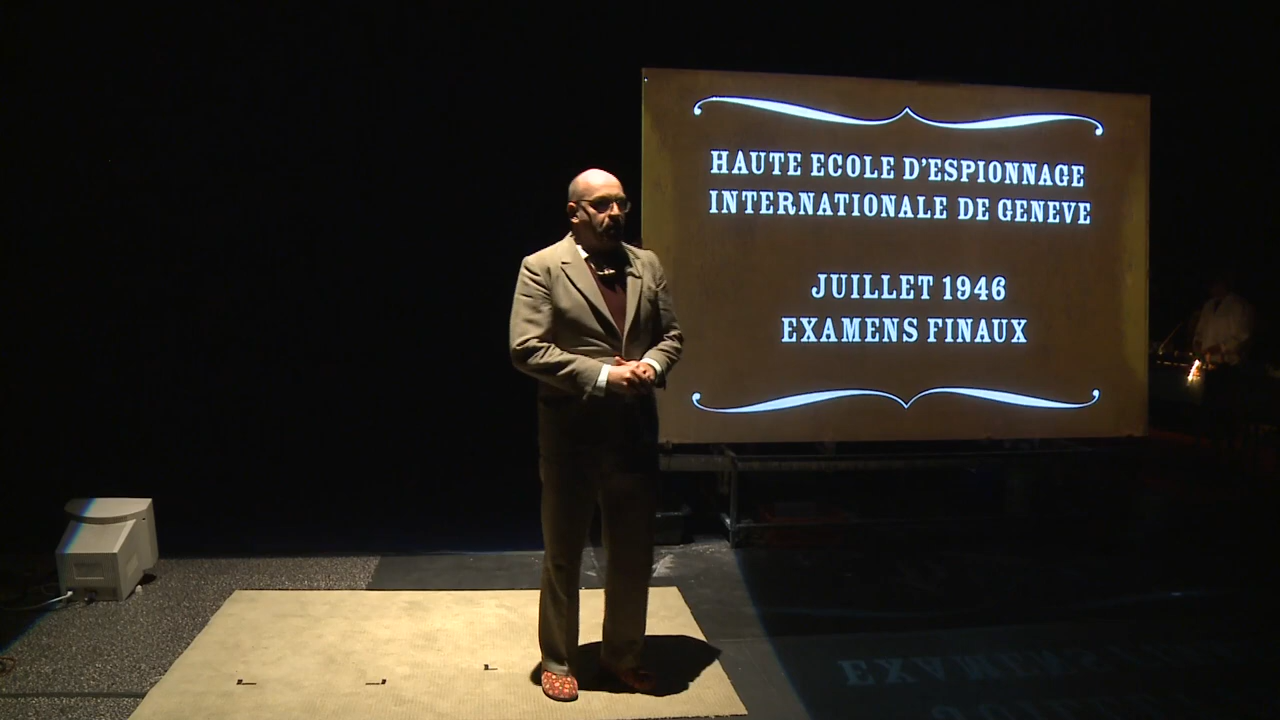 HAUTE ECOLE D'ESPIONNAGE
INTERNATIONALE DE GENEVE
JUILLET 1946
EXAMENS FINAUX